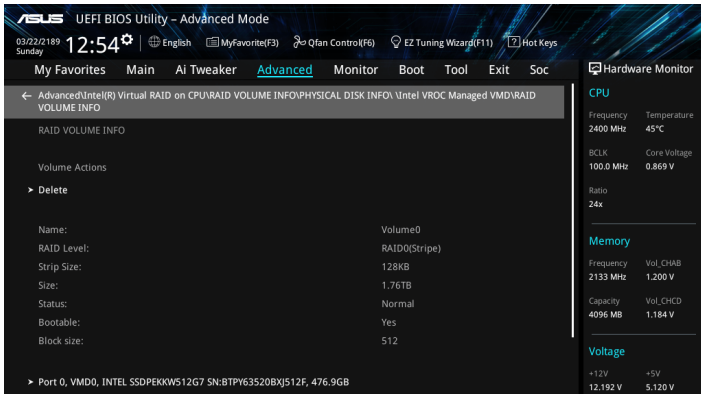 ASUS UEFI BIOS Utility – Advanced Mode
03/22/2189
Sunday
12:54
English
MyFavorite(F3)
Qfan Control(F6)
EZ Tuning Wizard(F11)
? Hot Keys
My Favorites Main Ai Tweaker Advanced Monitor Boot Tool Exit Soc
Hardware Monitor
← Advanced\Intel(R) Virtual RAID on CPU\RAID VOLUME INFO\PHYSICAL DISK INFO\ \Intel VROC Managed VMD\RAID
VOLUME INFO
RAID VOLUME INFO
Volume Actions
> Delete
Name: Volume0
RAID Level: RAID0(Stripe)
Strip Size: 128KB
Size: 1.76TB
Status: Normal
Bootable: Yes
Block size: 512
> Port 0, VMD0, INTEL SSDPEKKW512G7 SN:BTPY63520BXJ512F, 476.9GB
CPU
Frequency Temperature
2400 MHz 45°C
BCLK Core Voltage
100.0 MHz 0.869 V
Ratio
24x
Memory
Frequency Vol_CHAB
2133 MHz 1.200 V
Capacity Vol_CHCD
4096 MB 1.184 V
Voltage
+12V +5V
12.192 V 5.120 V